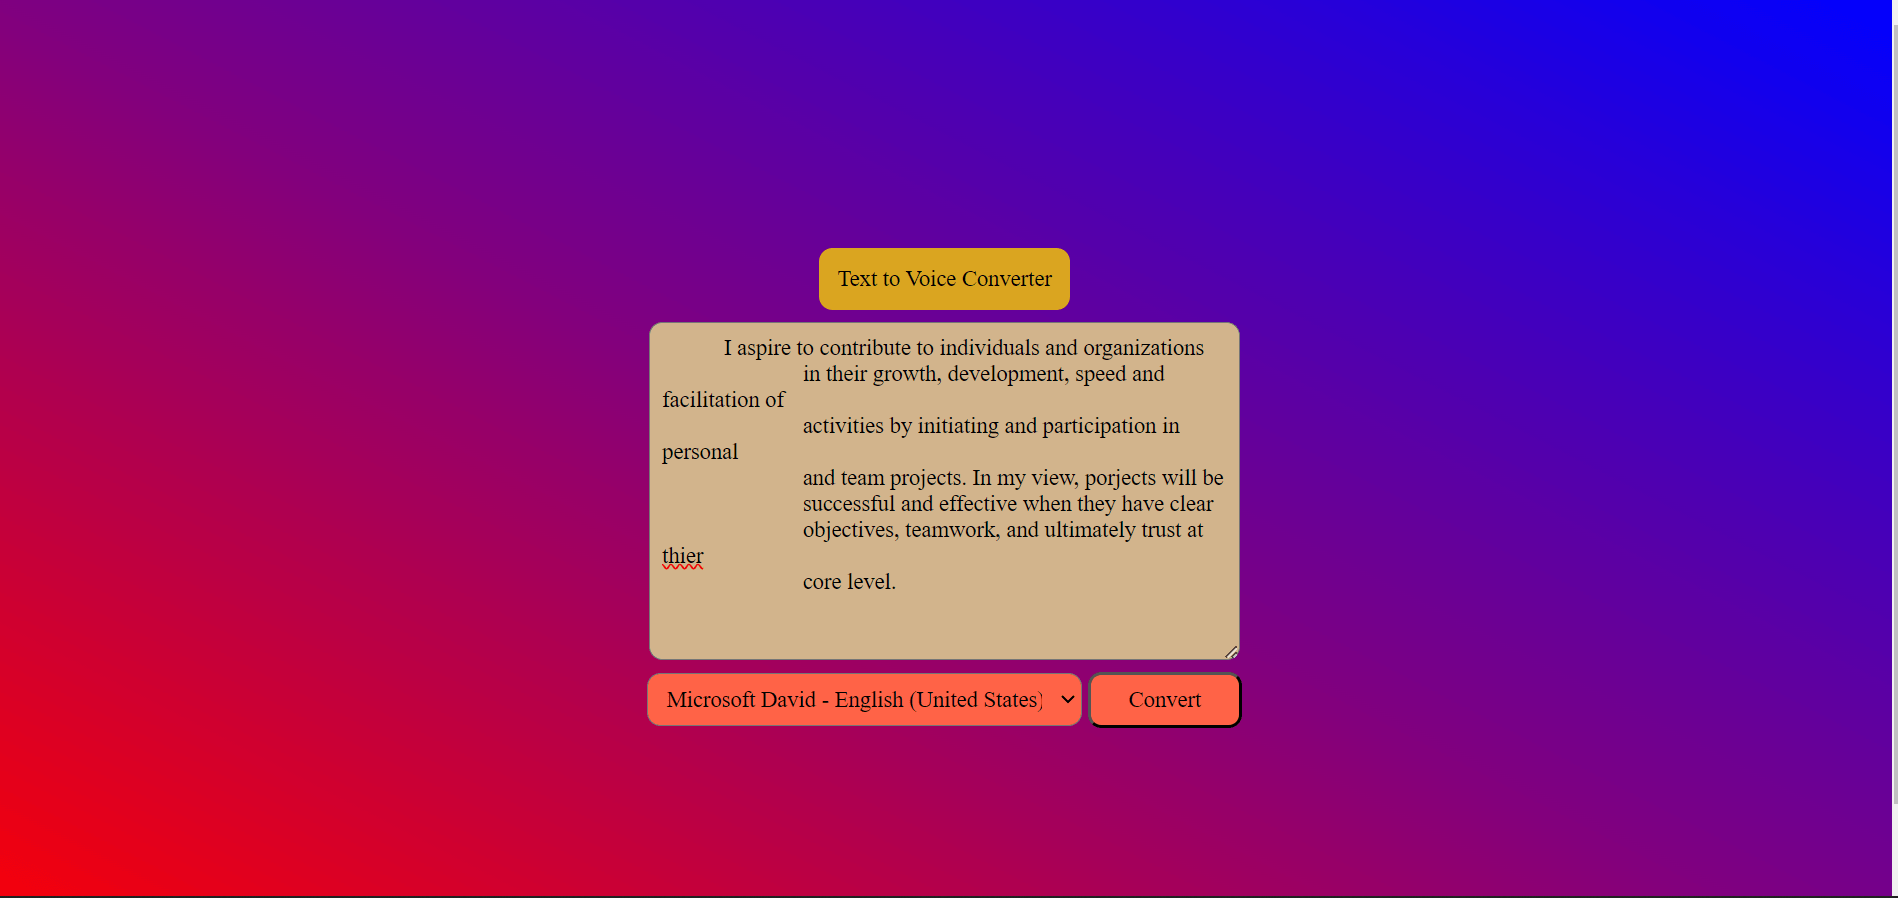 Text to Voice Converter
I aspire to contribute to individuals and organizations
in their growth, development, speed and
facilitation of
activities by initiating and participation in
personal
and team projects. In my view, porjects will be
successful and effective when they have clear
objectives, teamwork, and ultimately trust at
thier
core level.
Microsoft David - English (United States)
Convert